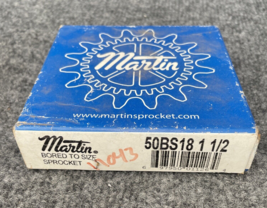 Martin
www.martinsprocket.com
Martin
BORED TO SIZE
SPROCKET
50BS18 1 1/2